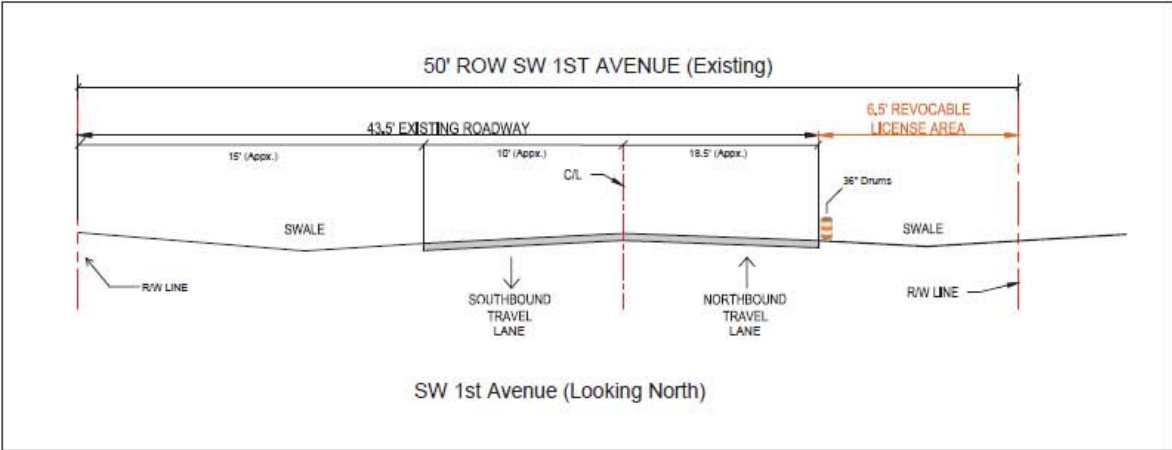 50' ROW SW 1ST AVENUE (Existing)
6.5' REVOCABLE
LICENSE AREA
43.5' EXISTING ROADWAY
15' (Appx.)
10' (Appx.)
18.5' (Appx.)
C/L
36" Drums
SWALE
SWALE
R/W LINE
SOUTHBOUND
TRAVEL
LANE
NORTHBOUND
TRAVEL
LANE
R/W LINE
SW 1st Avenue (Looking North)